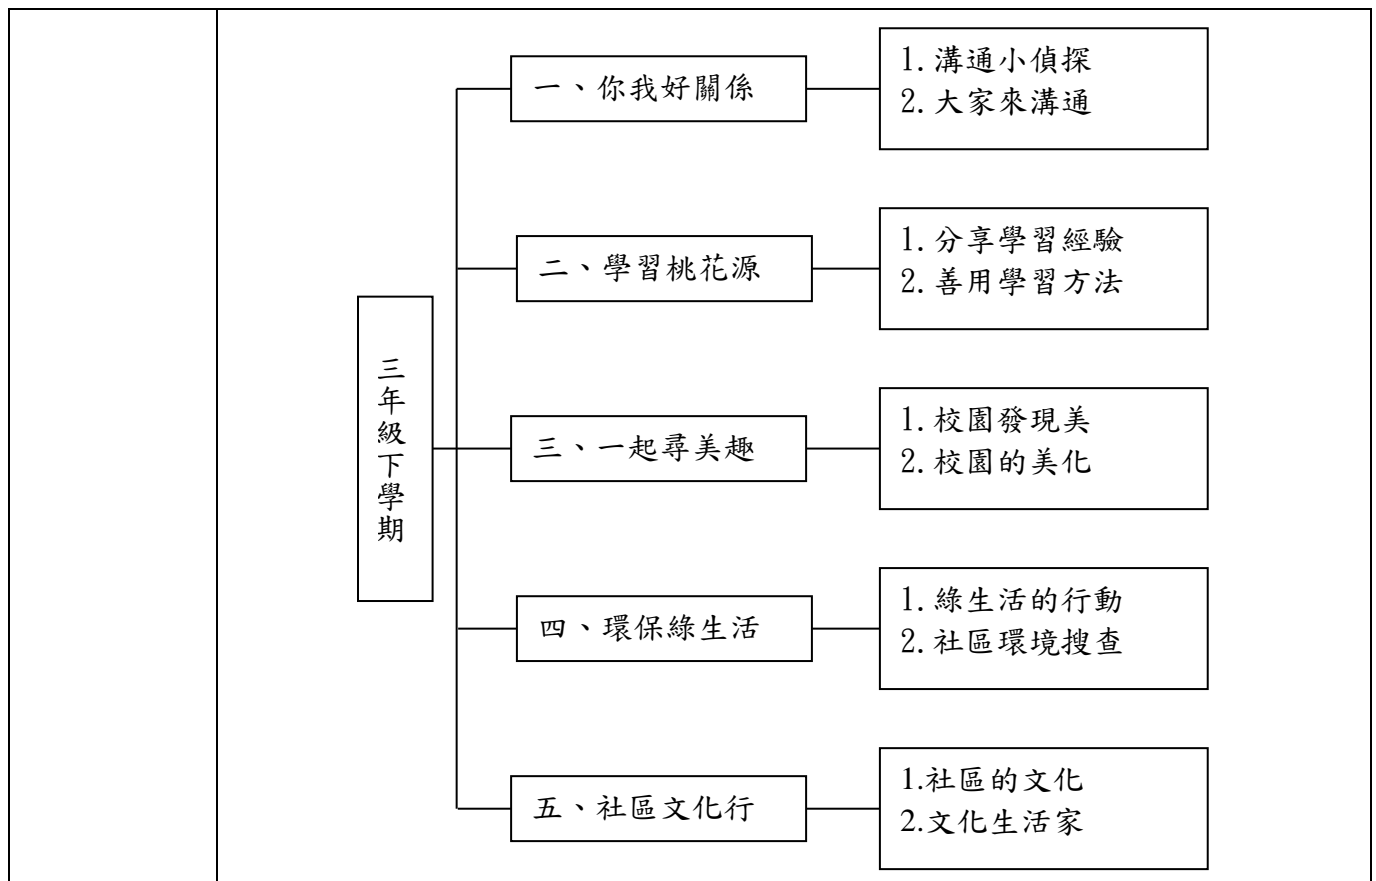 三年級下學期
一、你我好關係
1.溝通小偵探
2.大家來溝通
二、學習桃花源
1.分享學習經驗
2.善用學習方法
三、一起尋美趣
1.校園發現美
2.校園的美化
四、環保綠生活
1.綠生活的行動
2.社區環境搜查
五、社區文化行
1.社區的文化
2.文化生活家